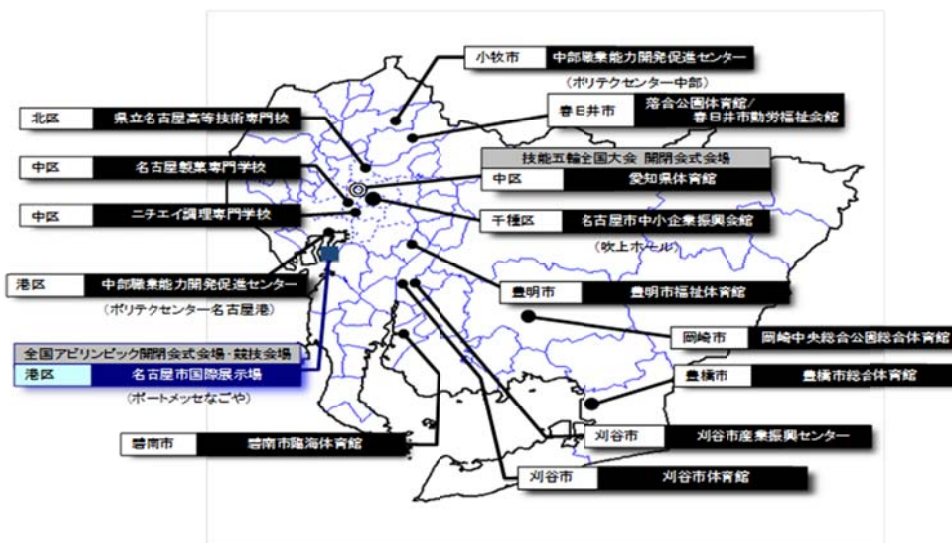 小牧市 中部職業能力開発促進センター
(ポリテクセンター中部)
春日井市 落合公園体育館/
春日井市勤労福祉会館
北区 県立名古屋高等技術専門校
技能五輪全国大会 開閉会式会場
中区 愛知県体育館
中区 名古屋製菓専門学校
中区 ニチエイ調理専門学校
千種区 名古屋市中小企業振興会館
(吹上ホール)
港区 中部職業能力開発促進センター
(ポリテクセンター名古屋港)
豊明市 豊明市福祉体育館
岡崎市 岡崎中央総合公園総合体育館
全国アビリンピック開閉会式会場・競技会場
港区 名古屋市国際展示場
(ポートメッセなごや)
豊橋市 豊橋市総合体育館
碧南市 碧南市臨海体育館
刈谷市 刈谷市産業振興センター
刈谷市 刈谷市体育館